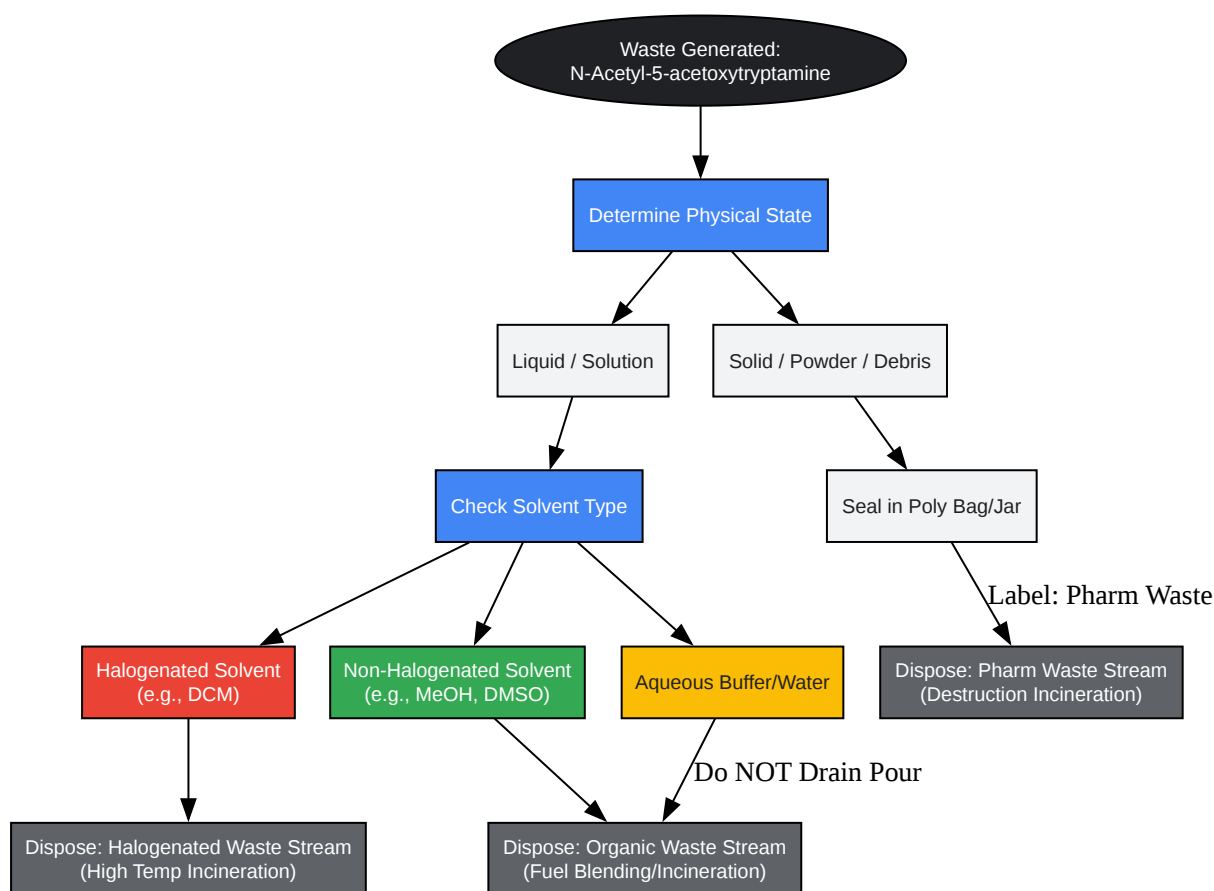 Waste Generated:
N-Acetyl-5-acetoxytryptamine
Determine Physical State
Liquid / Solution
Solid / Powder / Debris
Check Solvent Type
Seal in Poly Bag/Jar
Label: Pharm Waste
Halogenated Solvent
(e.g., DCM)
Non-Halogenated Solvent
(e.g., MeOH, DMSO)
Aqueous Buffer/Water
Dispose: Pharm Waste Stream
(Destruction Incineration)
Do NOT Drain Pour
Dispose: Halogenated Waste Stream
(High Temp Incineration)
Dispose: Organic Waste Stream
(Fuel Blending/Incineration)